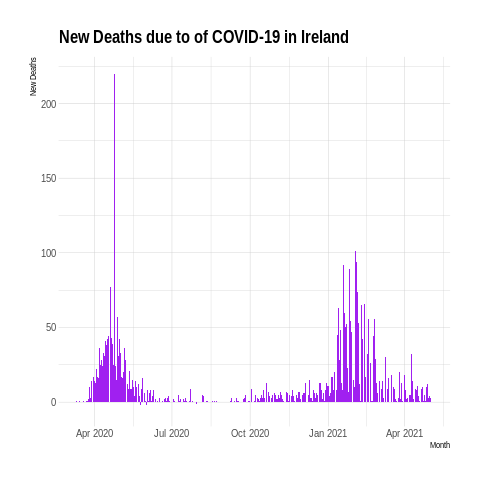 New Deaths due to of COVID-19 in Ireland
New Deaths
200
150
100
50
0
Apr 2020 Jul 2020 Oct 2020 Jan 2021 Apr 2021
Month